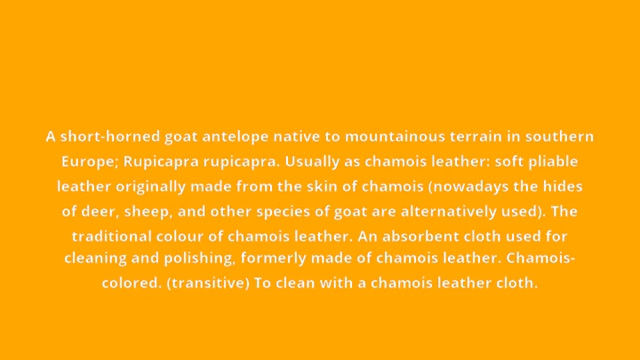 A short-horned goat antelope native to mountainous terrain in southern
Europe; Rupicapra rupicapra. Usually as chamois leather: soft pliable
leather originally made from the skin of chamois (nowadays the hides
of deer, sheep, and other species of goat are alternatively used). The
traditional colour of chamois leather. An absorbent cloth used for
cleaning and polishing, formerly made of chamois leather. Chamois-
colored. (transitive) To clean with a chamois leather cloth.